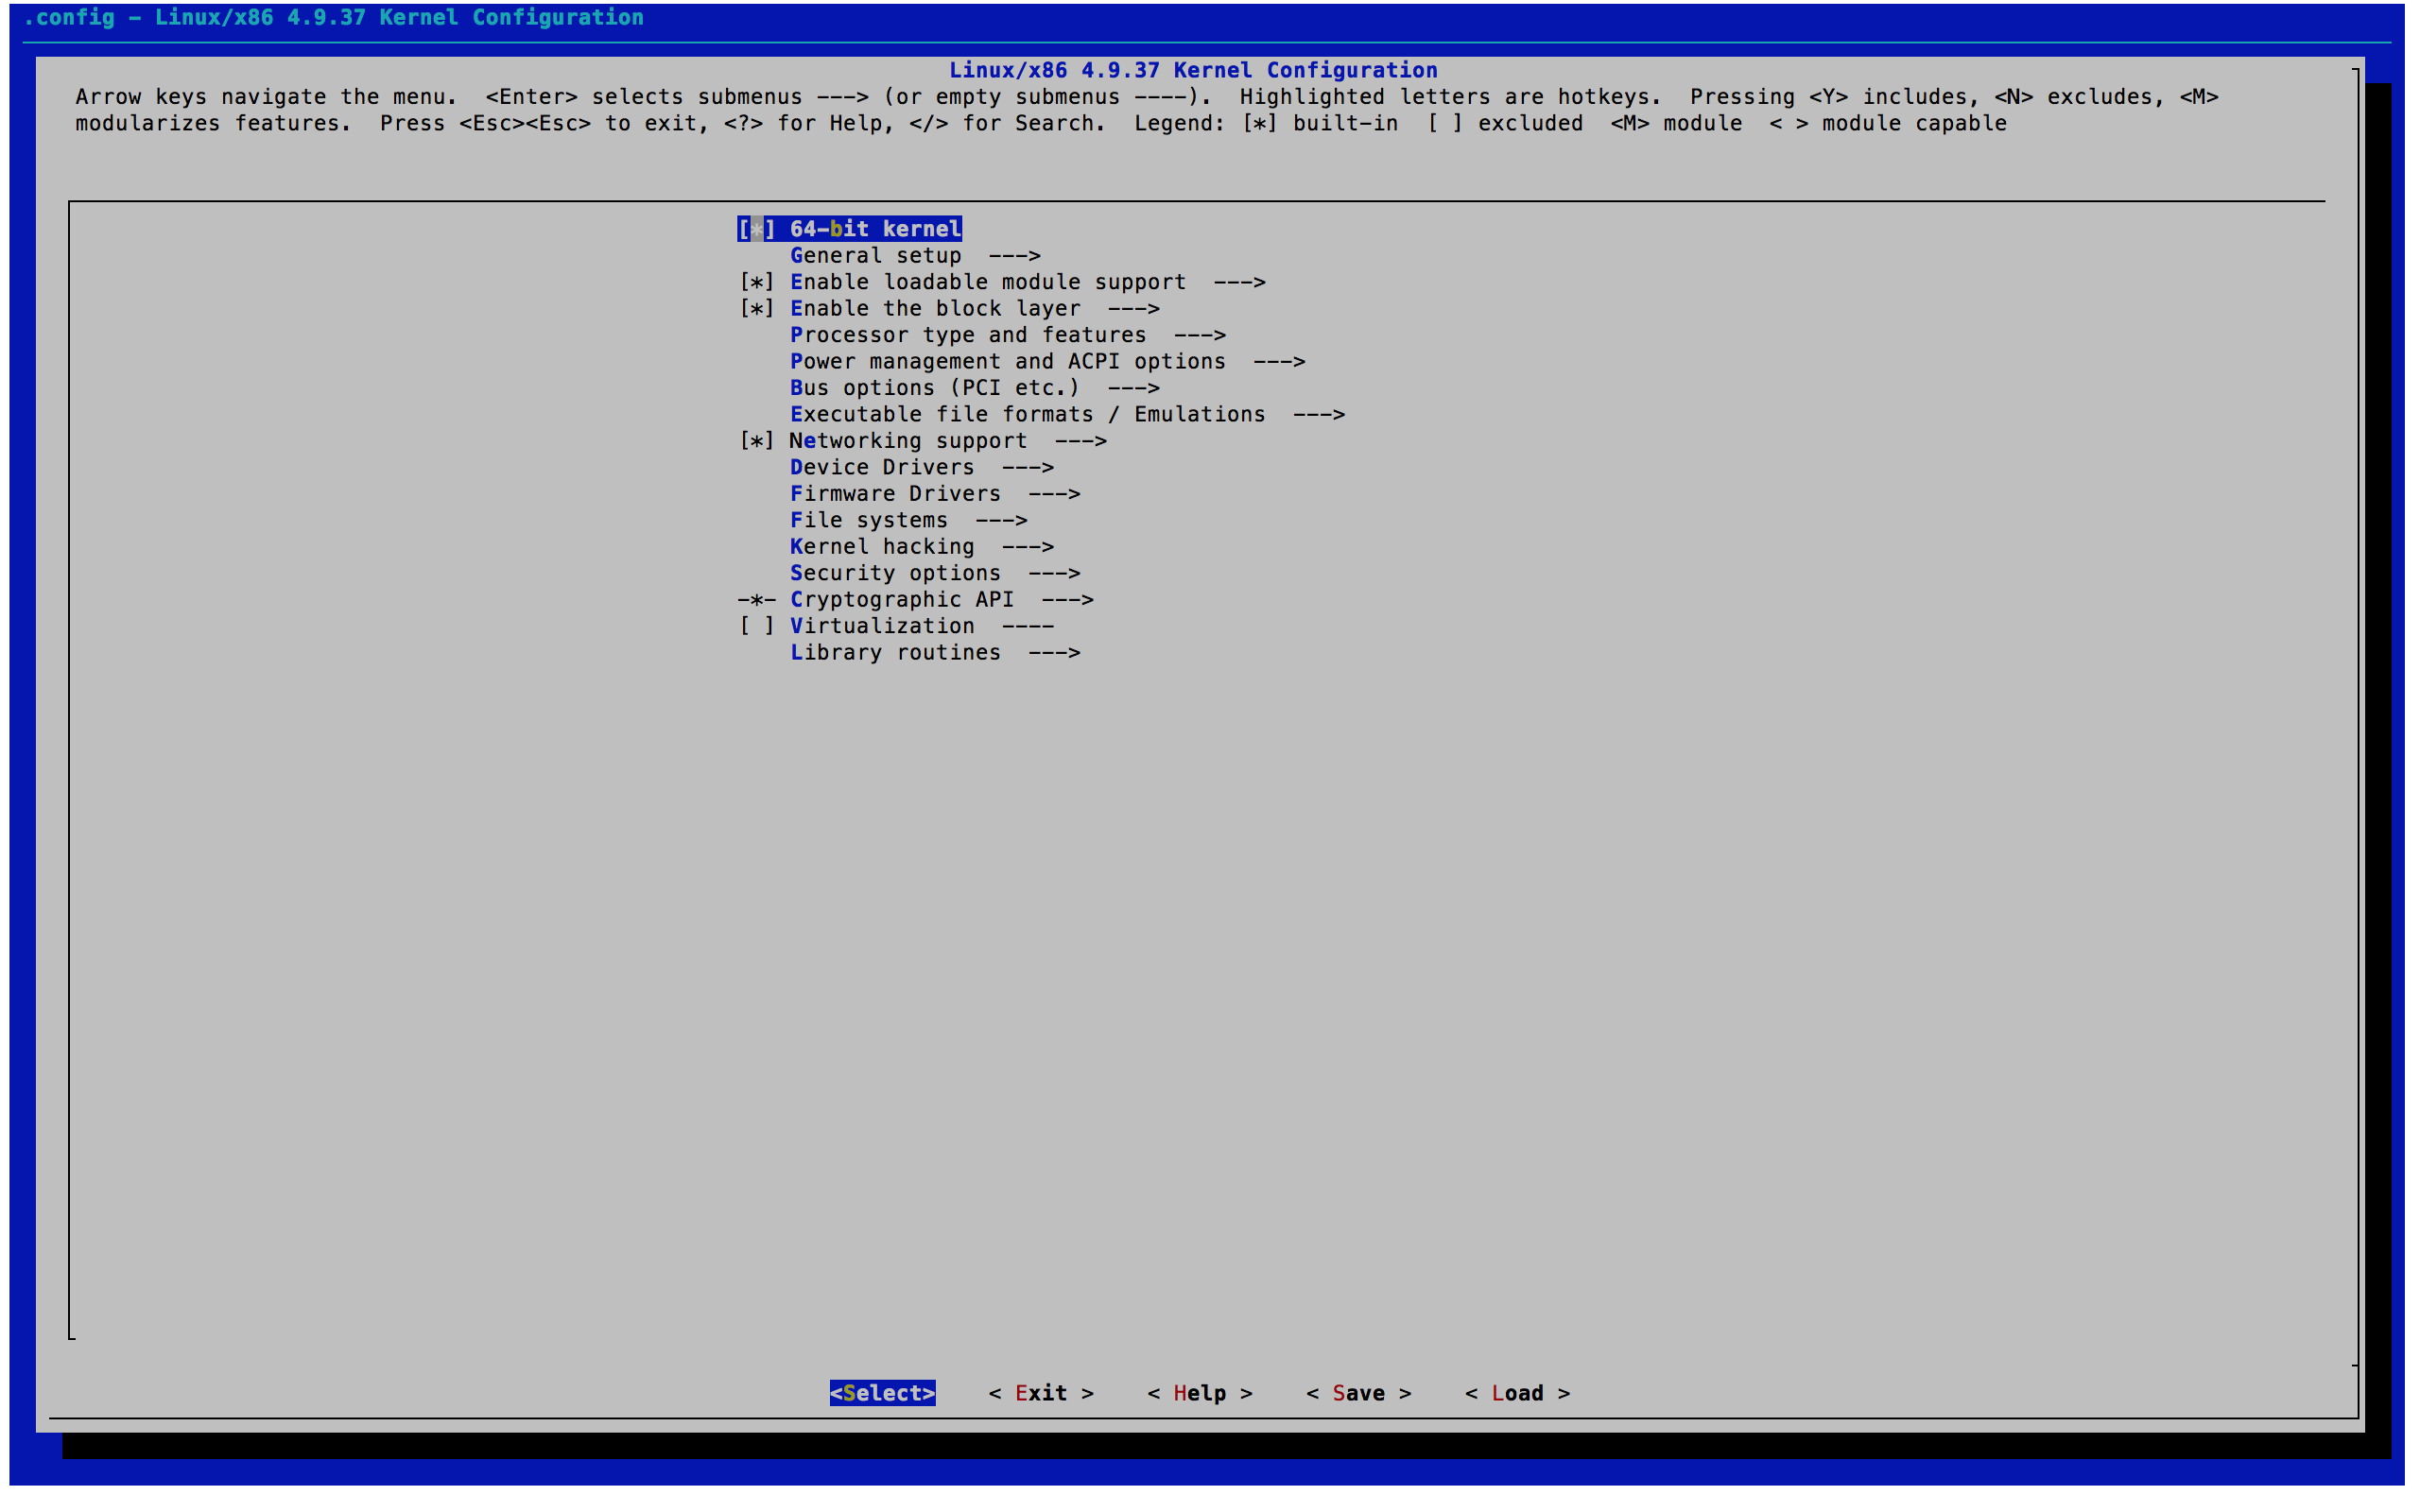 .config - Linux/x86 4.9.37 Kernel Configuration
Linux/x86 4.9.37 Kernel Configuration
Arrow keys navigate the menu.  <Enter> selects submenus ---> (or empty submenus ----).  Highlighted letters are hotkeys.  Pressing <Y> includes, <N> excludes, <M>
modularizes features.  Press <Esc><Esc> to exit, <?> for Help, </> for Search.  Legend: [*] built-in  [ ] excluded  <M> module  < > module capable
[*] 64-bit kernel
General setup  --->
[*] Enable loadable module support  --->
[*] Enable the block layer  --->
Processor type and features  --->
Power management and ACPI options  --->
Bus options (PCI etc.)  --->
Executable file formats / Emulations  --->
[*] Networking support  --->
Device Drivers  --->
Firmware Drivers  --->
File systems  --->
Kernel hacking  --->
Security options  --->
-*- Cryptographic API  --->
[ ] Virtualization  ----
Library routines  --->
<Select>    < Exit >    < Help >    < Save >    < Load >